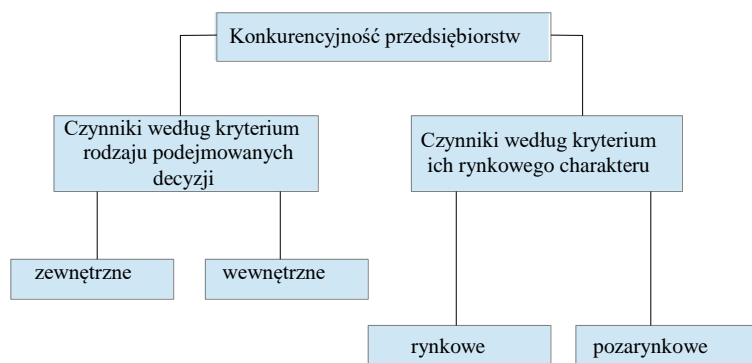 Konkurencyjność przedsiębiorstw
Czynniki według kryterium
rodzaju podejmowanych
decyzji
Czynniki według kryterium
ich rynkowego charakteru
zewnętrzne
wewnętrzne
rynkowe
pozarynkowe